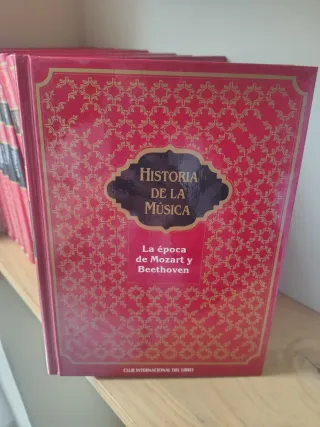 HISTORIA
DE LA
MÚSICA
La época
de Mozart y
Beethoven
CLUB INTERNACIONAL DEL LIBRO